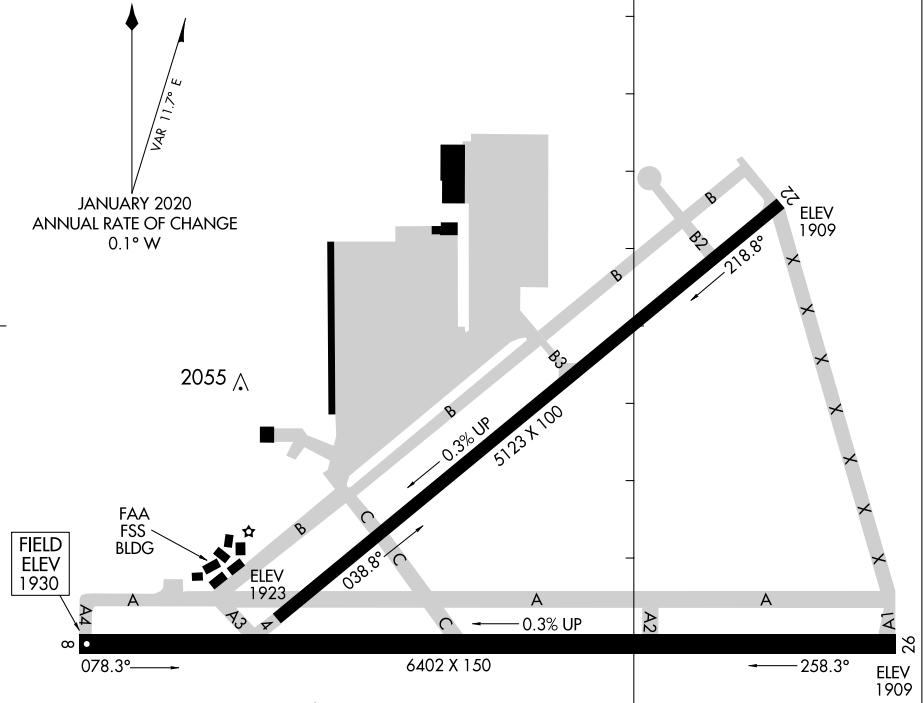 VAR 11.7° E
JANUARY 2020
ANNUAL RATE OF CHANGE
0.1° W
22
ELEV
1909
B
B2
218.8°
B
B3
2055
B
5123 X 100
0.3% UP
X
X
X
X
X
X
X
FAA
FSS
BLDG
B
C
C
038.8°
FIELD
ELEV
1930
ELEV
1923
A
A
A
A4
A3
4
C
0.3% UP
A2
A1
8
26
078.3°
6402 X 150
258.3°
ELEV
1909